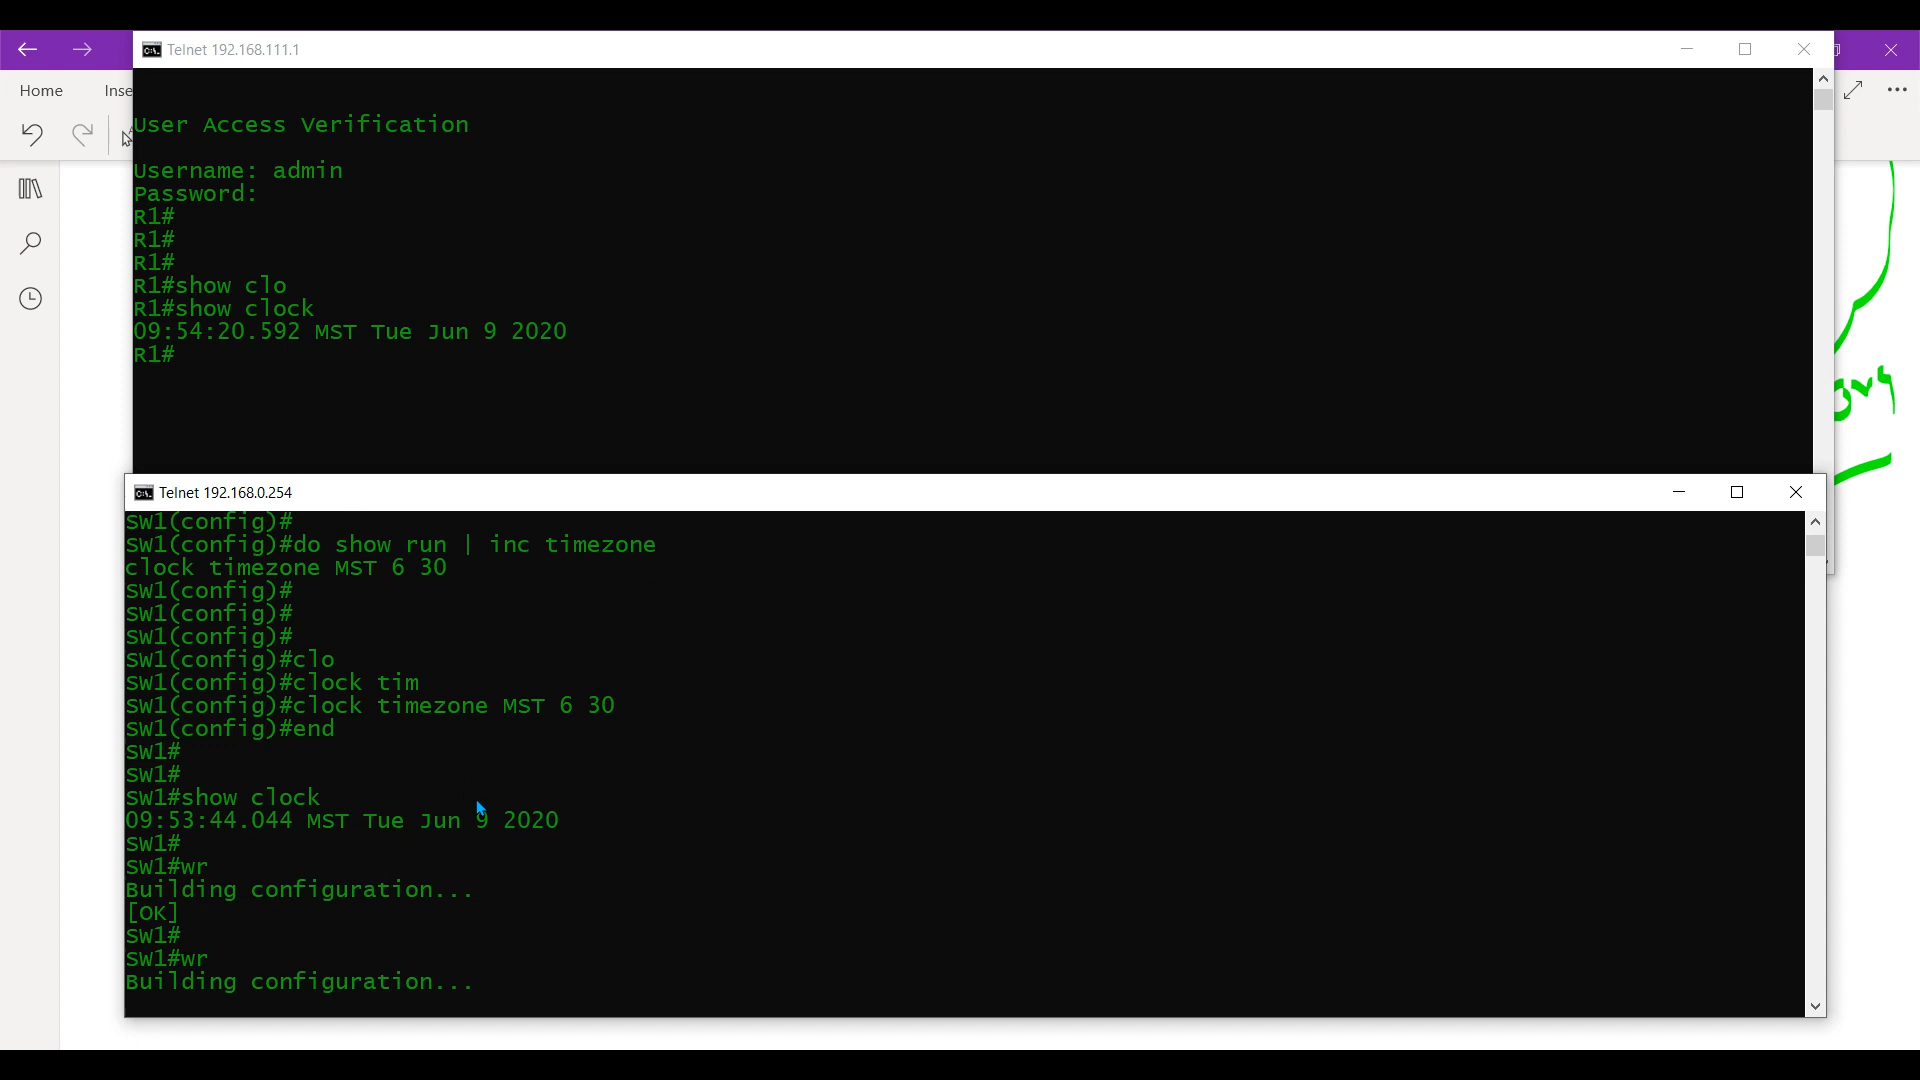 Telnet 192.168.111.1
Home
Inse
User Access Verification
Username: admin
Password:
R1#
R1#
R1#
R1#show clo
R1#show clock
09:54:20.592 MST Tue Jun 9 2020
R1#
Telnet 192.168.0.254
SW1(config)#
SW1(config)#do show run | inc timezone
clock timezone MST 6 30
SW1(config)#
SW1(config)#
SW1(config)#
SW1(config)#clo
SW1(config)#clock tim
SW1(config)#clock timezone MST 6 30
SW1(config)#end
SW1#
SW1#
SW1#show clock
09:53:44.044 MST Tue Jun 9 2020
SW1#
SW1#wr
Building configuration...
[OK]
SW1#
SW1#wr
Building configuration...